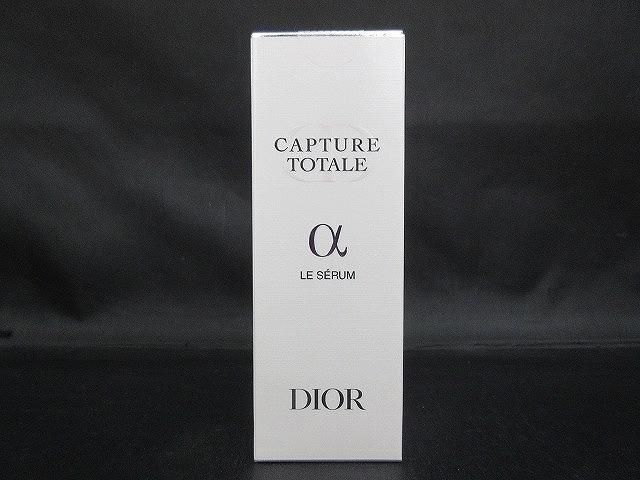 CAPTURE
TOTALE
α
LE SÉRUM
DIOR